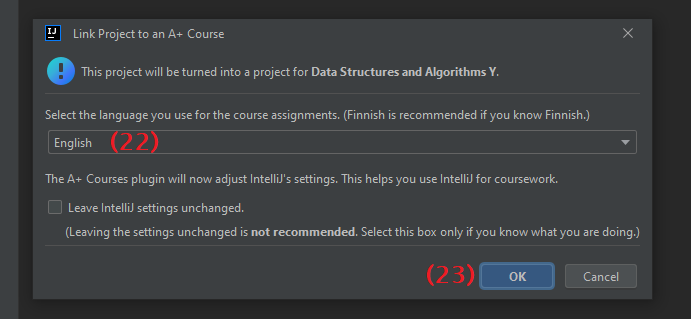 IJ
Link Project to an A+ Course
This project will be turned into a project for Data Structures and Algorithms Y.
Select the language you use for the course assignments. (Finnish is recommended if you know Finnish.)
English (22)
The A+ Courses plugin will now adjust IntelliJ's settings. This helps you use IntelliJ for coursework.
Leave IntelliJ settings unchanged.
(Leaving the settings unchanged is not recommended. Select this box only if you know what you are doing.)
(23) OK Cancel